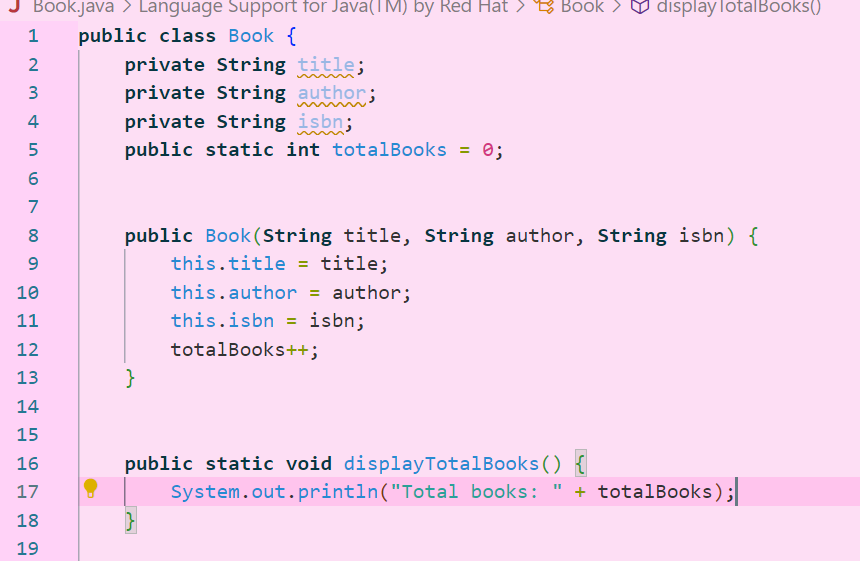 Book.java > Language Support for Java(TM) by Red Hat > Book > displayTotalBooks()
1 public class Book {
2     private String title;
3     private String author;
4     private String isbn;
5     public static int totalBooks = 0;
6
7
8     public Book(String title, String author, String isbn) {
9         this.title = title;
10         this.author = author;
11         this.isbn = isbn;
12         totalBooks++;
13     }
14
15
16     public static void displayTotalBooks() {
17         System.out.println("Total books: " + totalBooks);
18     }
19